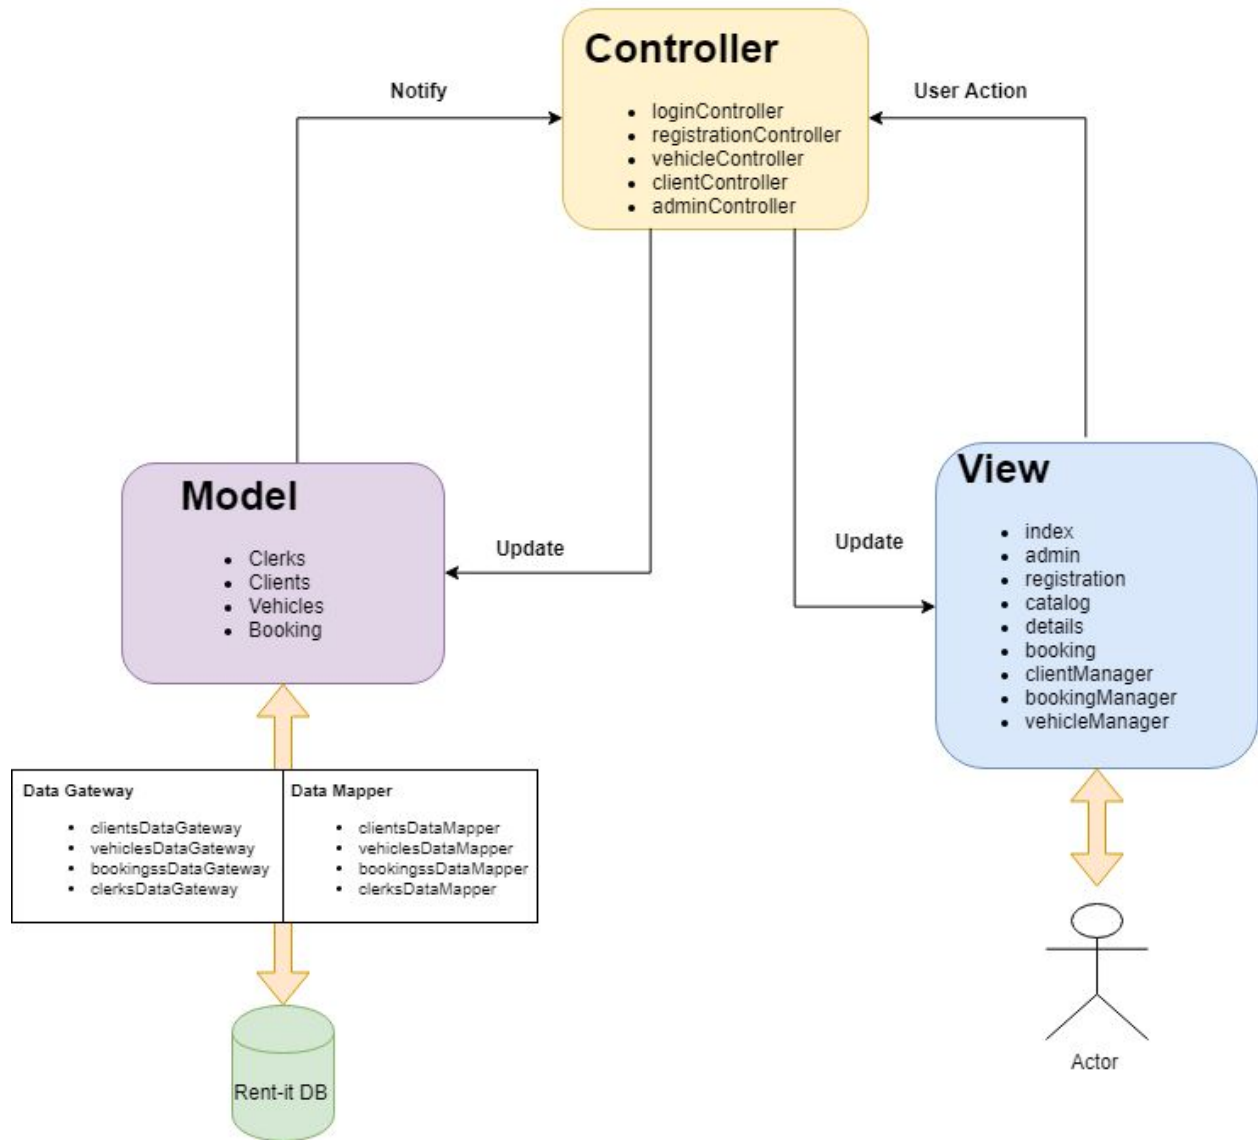 Controller
loginController
registrationController
vehicleController
clientController
adminController
Notify
User Action
Model
Clerks
Clients
Vehicles
Booking
Update
Update
View
index
admin
registration
catalog
details
booking
clientManager
bookingManager
vehicleManager
Data Gateway
clientsDataGateway
vehiclesDataGateway
bookingssDataGateway
clerksDataGateway
Data Mapper
clientsDataMapper
vehiclesDataMapper
bookingssDataMapper
clerksDataMapper
Rent-it DB
Actor